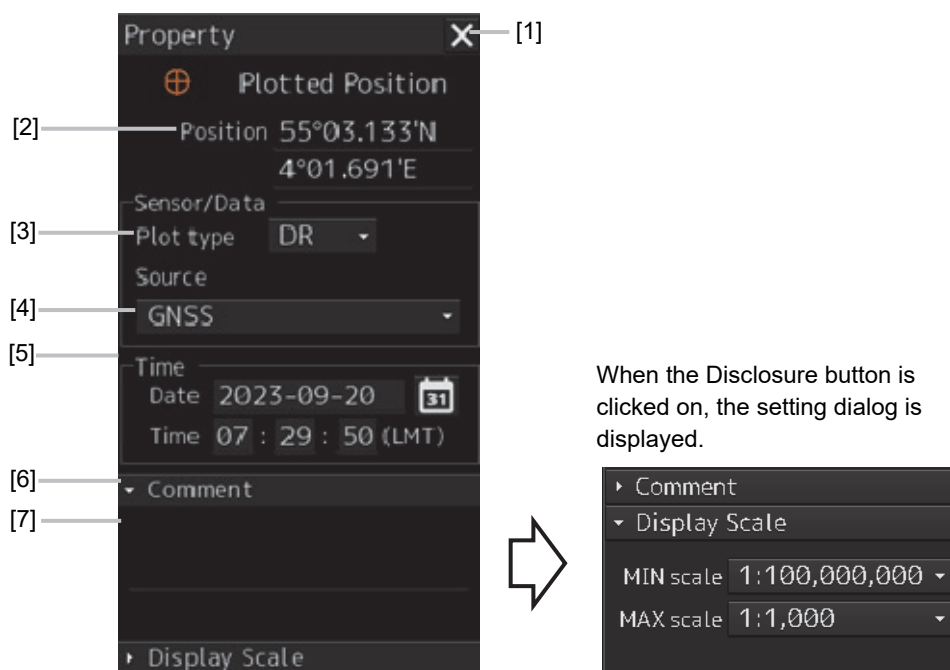 Property
[1]
Plotted Position
[2]
Position 55°03.133'N
4°01.691'E
Sensor/Data
[3]
Plot type DR
Source
[4]
GNSS
[5]
Time
Date 2023-09-20 31
Time 07 : 29 : 50 (LMT)
[6]
Comment
[7]
Display Scale
When the Disclosure button is
clicked on, the setting dialog is
displayed.
Comment
Display Scale
MIN scale 1:100,000,000
MAX scale 1:1,000